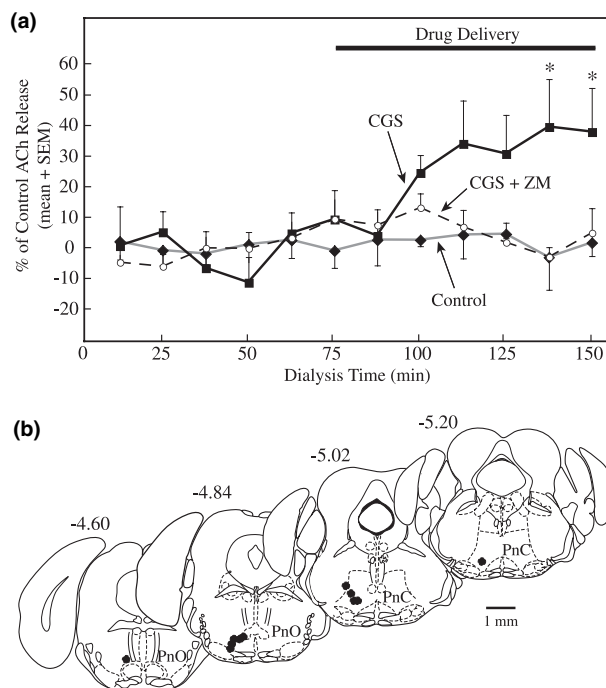 (a)
Drug Delivery
% of Control ACh Release
(mean + SEM)
60
50
40
30
20
10
0
-10
-20
* *
CGS
CGS + ZM
Control
0 25 50 75 100 125 150
Dialysis Time (min)
(b)
-5.20
-5.02
-4.84
-4.60
PnC
PnC
PnO
PnO
1 mm